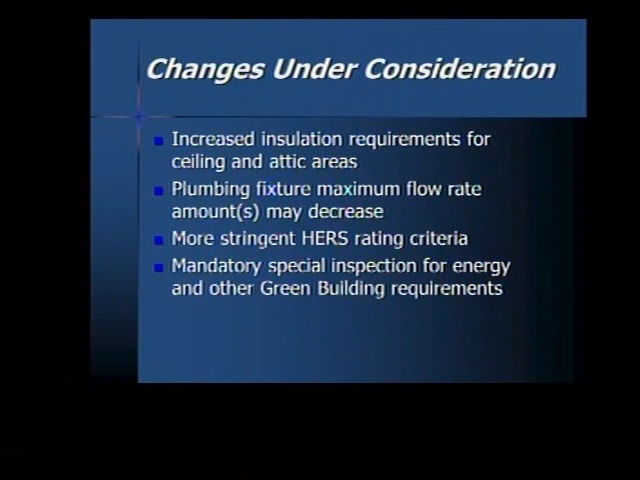 Changes Under Consideration
Increased insulation requirements for
ceiling and attic areas
Plumbing fixture maximum flow rate
amount(s) may decrease
More stringent HERS rating criteria
Mandatory special inspection for energy
and other Green Building requirements